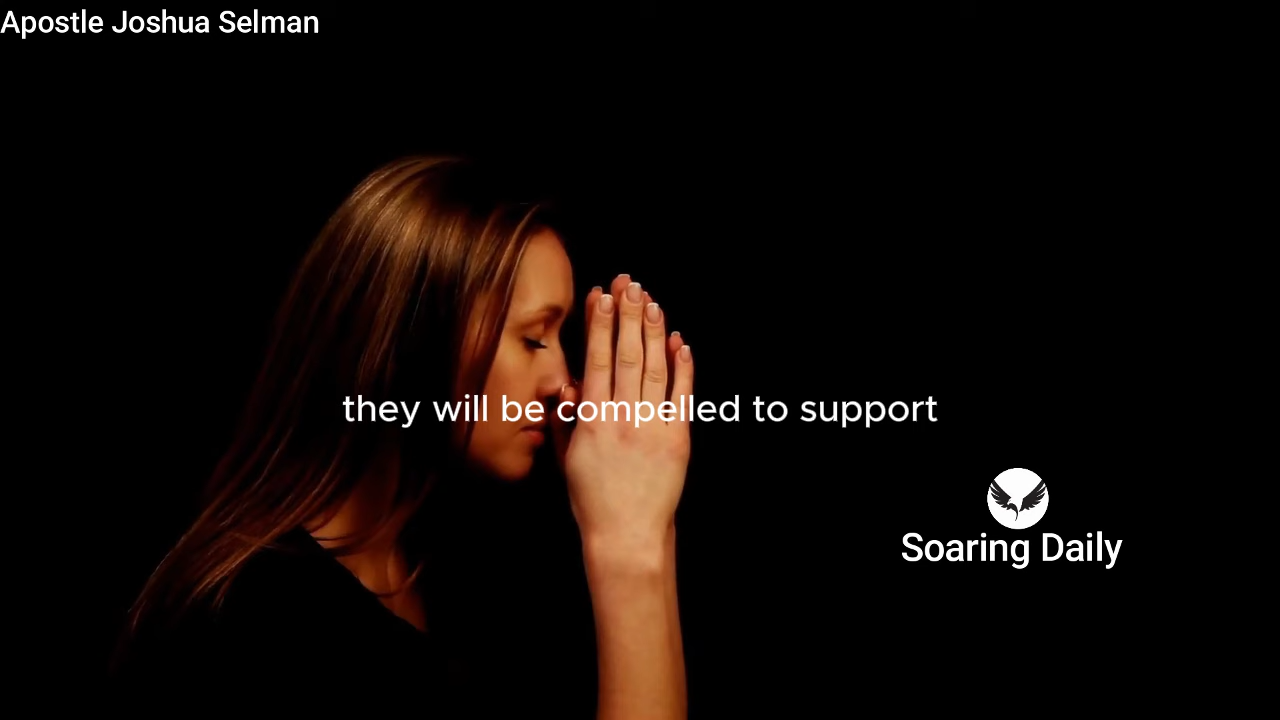 Apostle Joshua Selman
they will be compelled to support
Soaring Daily